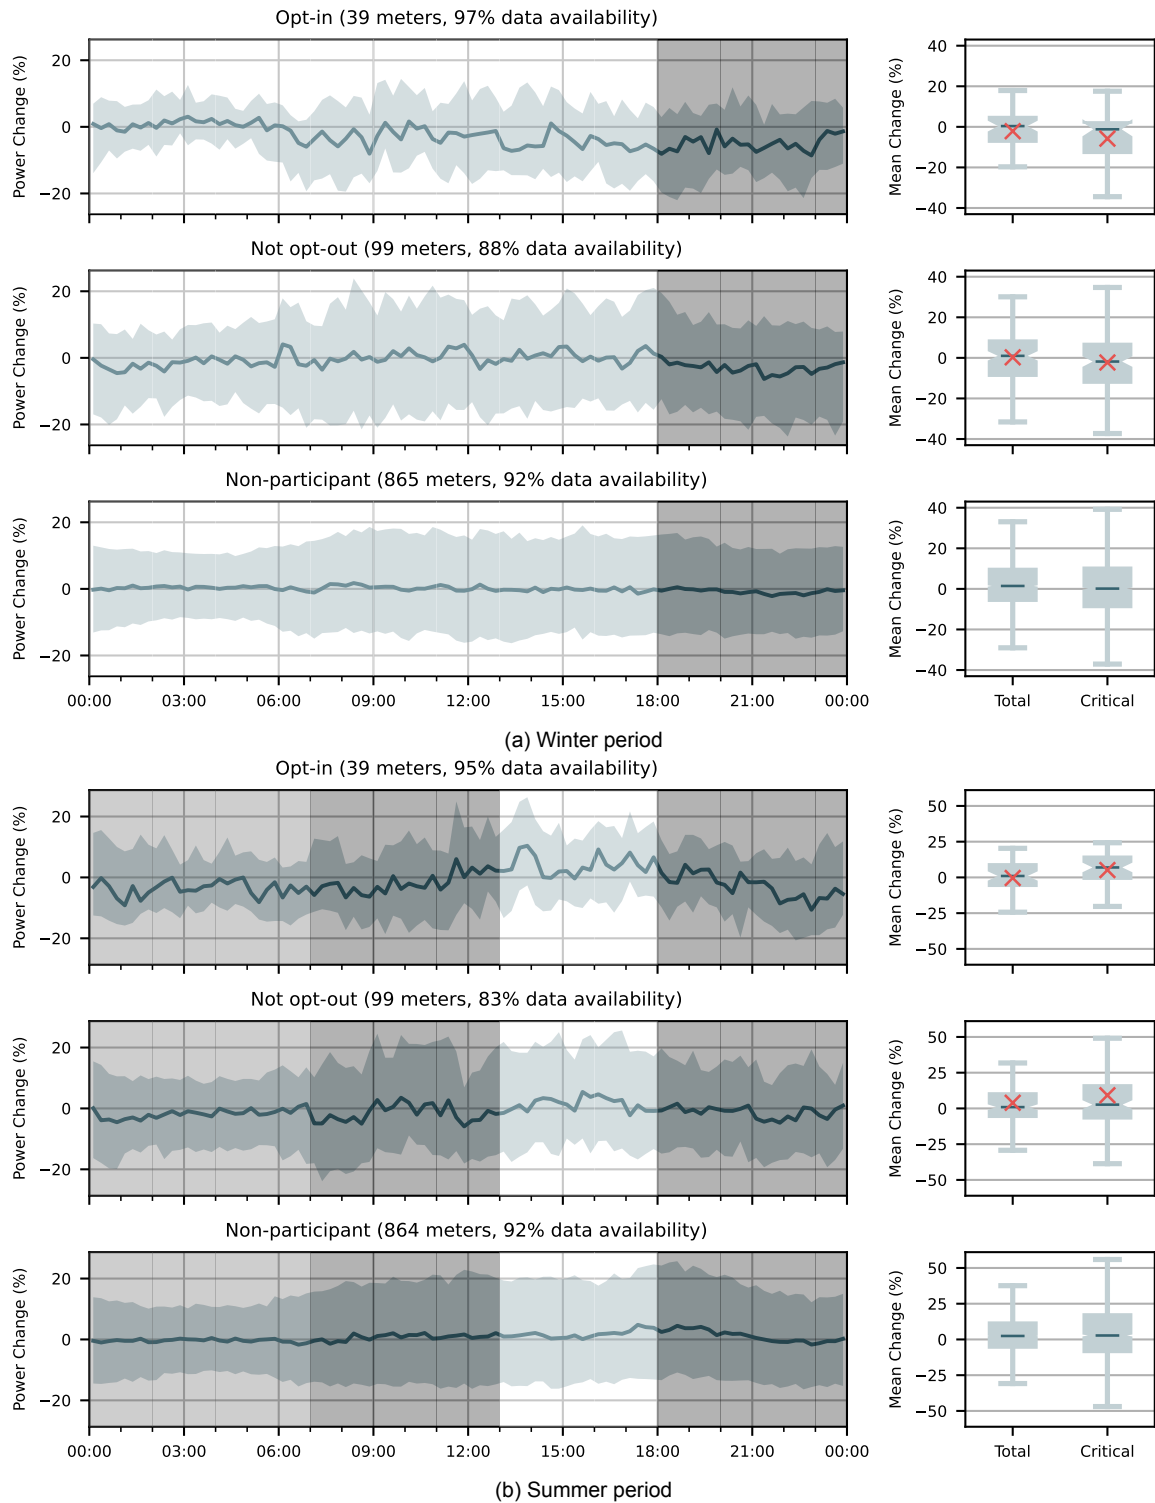 Opt-in (39 meters, 97% data availability)
Power Change (%)
20
0
−20
Mean Change (%)
40
20
0
−20
−40
Not opt-out (99 meters, 88% data availability)
Power Change (%)
20
0
−20
Mean Change (%)
40
20
0
−20
−40
Non-participant (865 meters, 92% data availability)
Power Change (%)
20
0
−20
Mean Change (%)
40
20
0
−20
−40
00:00 03:00 06:00 09:00 12:00 15:00 18:00 21:00 00:00
Total Critical
(a) Winter period
Opt-in (39 meters, 95% data availability)
Power Change (%)
20
0
−20
Mean Change (%)
50
25
0
−25
−50
Not opt-out (99 meters, 83% data availability)
Power Change (%)
20
0
−20
Mean Change (%)
50
25
0
−25
−50
Non-participant (864 meters, 92% data availability)
Power Change (%)
20
0
−20
Mean Change (%)
50
25
0
−25
−50
00:00 03:00 06:00 09:00 12:00 15:00 18:00 21:00 00:00
Total Critical
(b) Summer period